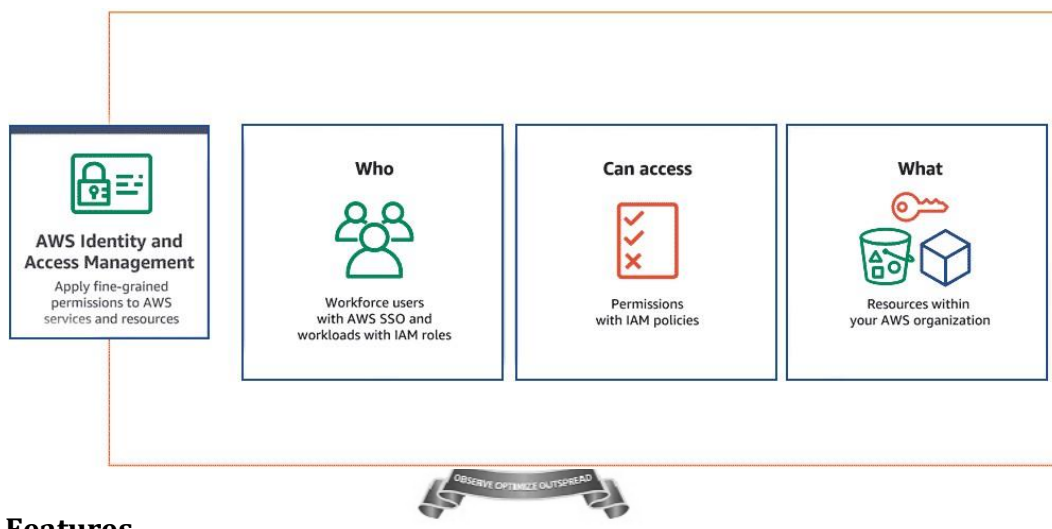 AWS Identity and
Access Management
Apply fine-grained
permissions to AWS
services and resources
Who
Workforce users
with AWS SSO and
workloads with IAM roles
Can access
Permissions
with IAM policies
What
Resources within
your AWS organization
OBSERVE OPTIMIZE OUTSPREAD
Features